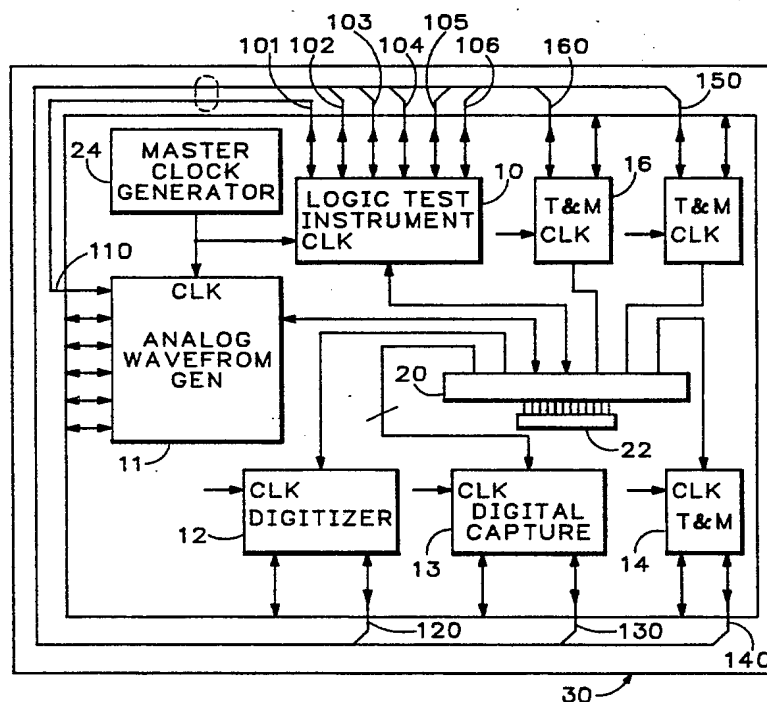 103
105
102
104
101
106
160
150
24
MASTER
CLOCK
GENERATOR
10
LOGIC TEST
INSTRUMENT
CLK
16
T&M
CLK
T&M
CLK
110
CLK
ANALOG
WAVEFROM
GEN
11
20
22
CLK
DIGITIZER
12
CLK
DIGITAL
CAPTURE
13
CLK
T&M
14
120
130
140
30